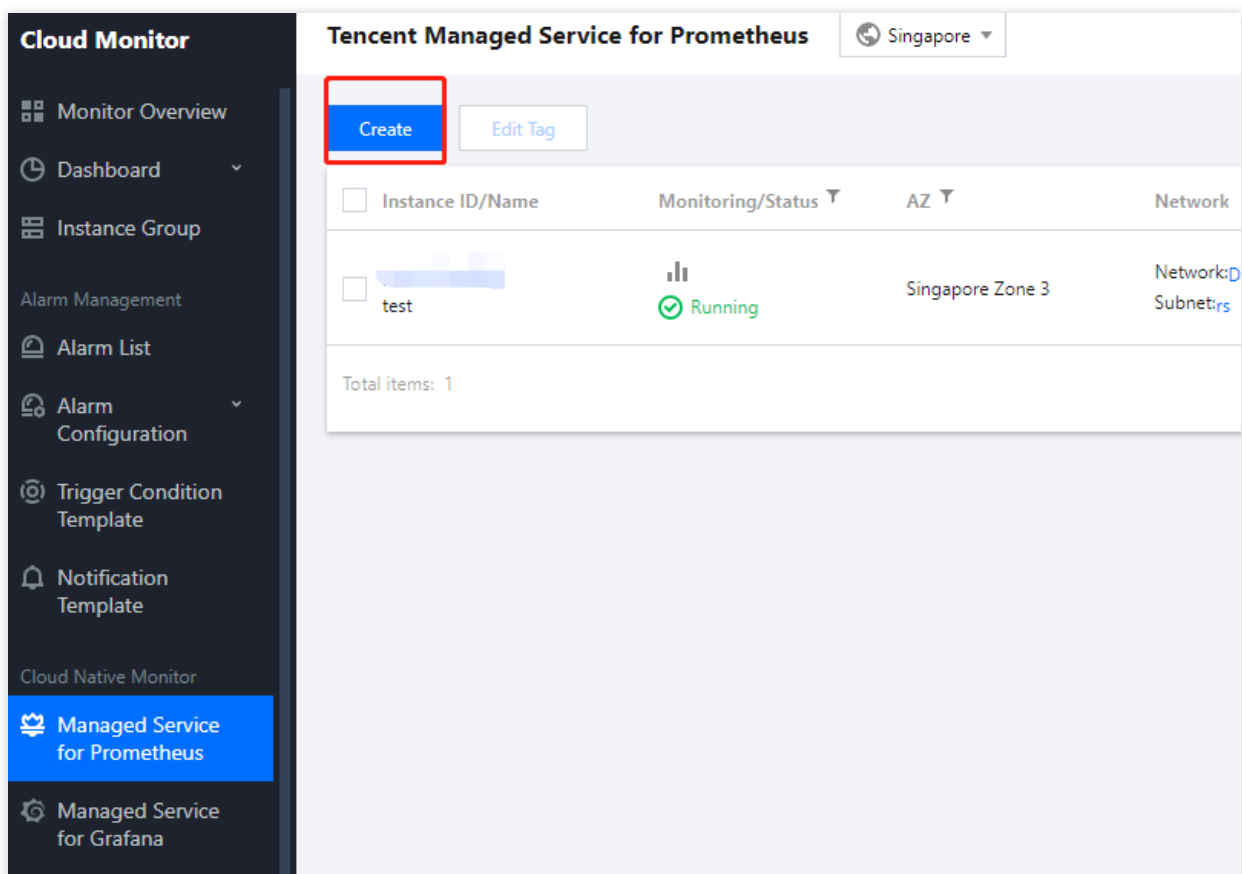 Cloud Monitor
Monitor Overview
Dashboard
Instance Group
Alarm Management
Alarm List
Alarm
Configuration
Trigger Condition
Template
Notification
Template
Cloud Native Monitor
Managed Service
for Prometheus
Managed Service
for Grafana
Tencent Managed Service for Prometheus
Singapore
Create
Edit Tag
Instance ID/Name
Monitoring/Status
AZ
Network
test
Running
Singapore Zone 3
Network:D
Subnet:rs
Total items: 1